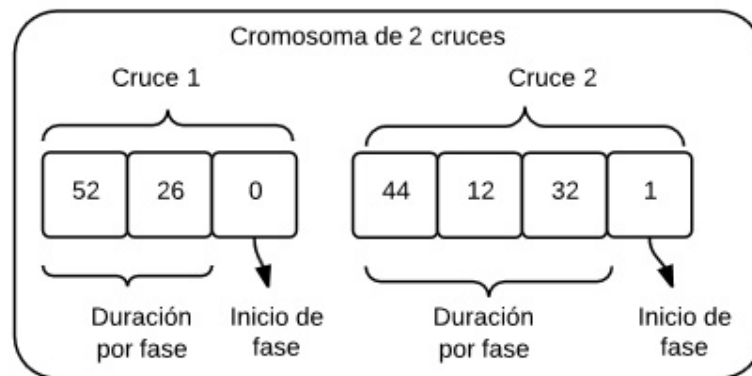 Cromosoma de 2 cruces
Cruce 1
Cruce 2
52 26 0
44 12 32 1
Duración
por fase
Inicio de
fase
Duración
por fase
Inicio de
fase